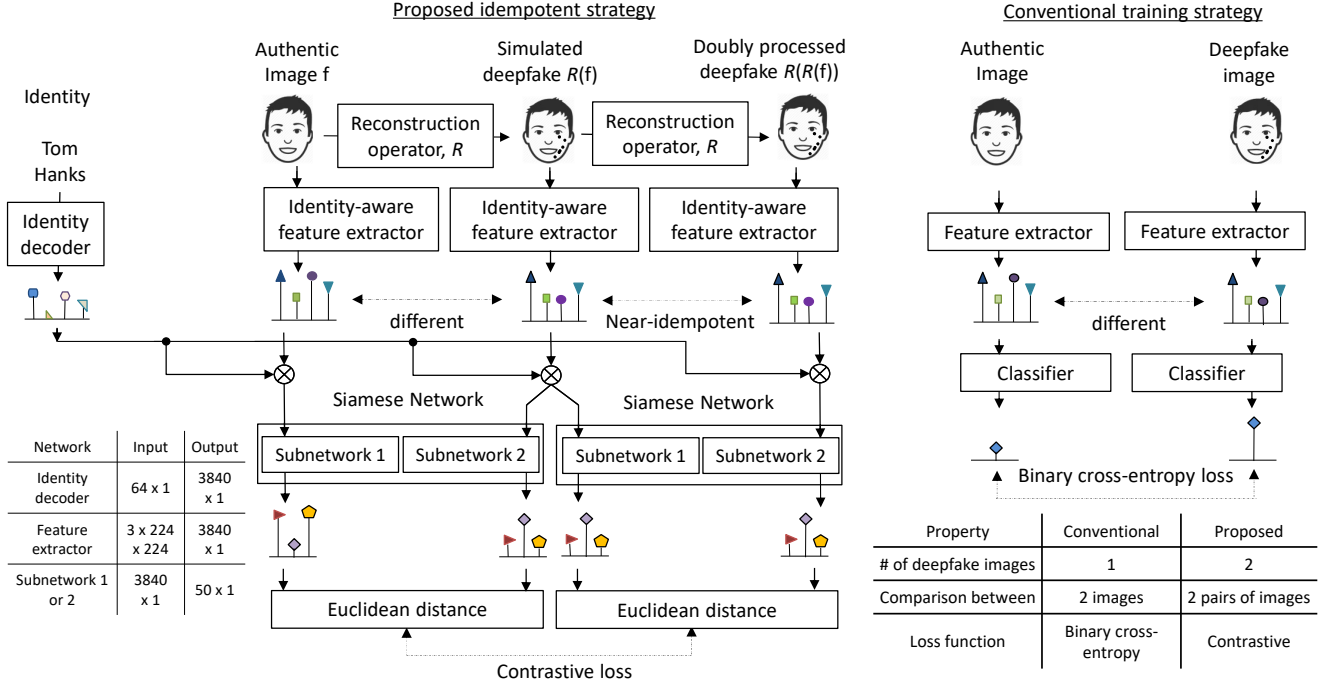 Proposed idempotent strategy
Conventional training strategy
Identity
Tom
Hanks
Identity
decoder
Authentic
Image f
Simulated
deepfake R(f)
Doubly processed
deepfake R(R(f))
Reconstruction
operator, R
Reconstruction
operator, R
Identity-aware
feature extractor
Identity-aware
feature extractor
Identity-aware
feature extractor
different
Near-idempotent
Siamese Network
Siamese Network
Subnetwork 1
Subnetwork 2
Subnetwork 1
Subnetwork 2
Euclidean distance
Euclidean distance
Contrastive loss
Network Input Output
Identity
decoder
64 x 1
3840
x 1
Feature
extractor
3 x 224
x 224
3840
x 1
Subnetwork 1
or 2
3840
x 1
50 x 1
Authentic
Image
Deepfake
image
Feature extractor
Feature extractor
different
Classifier
Classifier
Binary cross-entropy loss
Property Conventional Proposed
# of deepfake images 1 2
Comparison between 2 images 2 pairs of images
Loss function
Binary cross-
entropy
Contrastive